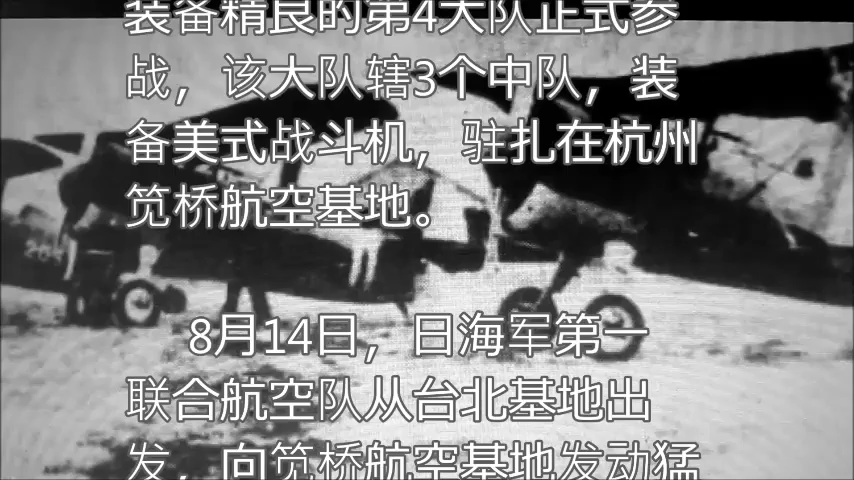 装备精良的第4大队正式参
战，该大队辖3个中队，装
备美式战斗机，驻扎在杭州
笕桥航空基地。
8月14日，日海军第一
联合航空队从台北基地出
发，向笕桥航空基地发动猛